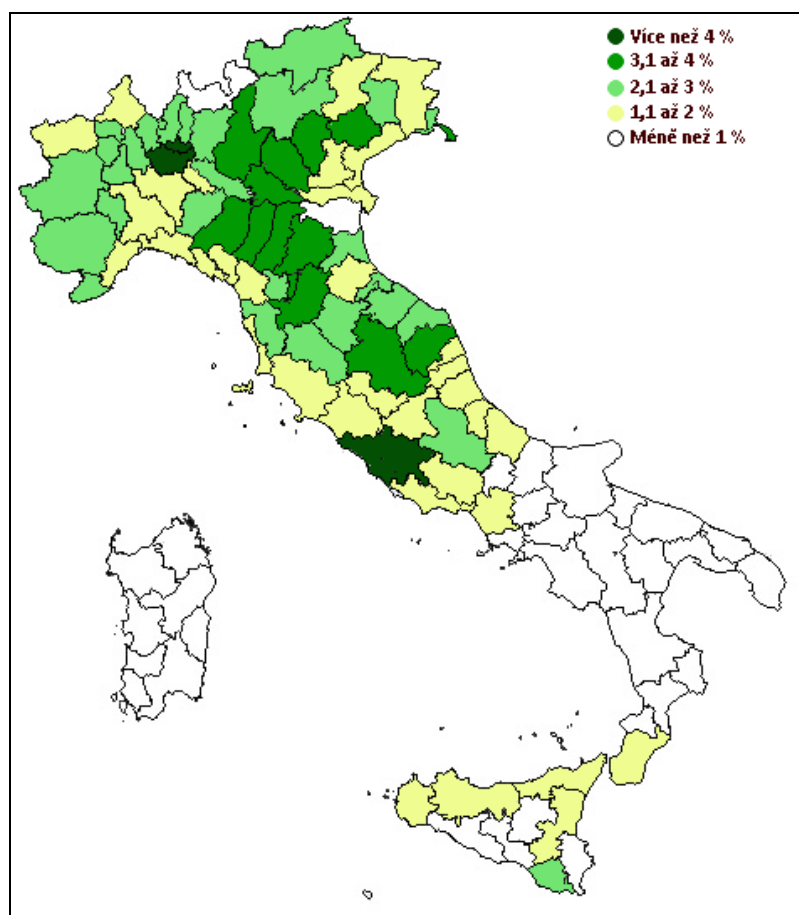 Více než 4 %
3,1 až 4 %
2,1 až 3 %
1,1 až 2 %
Méně než 1 %